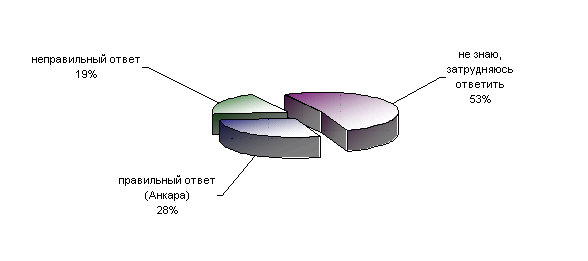 неправильный ответ
19%
не знаю,
затрудняюсь
ответить
53%
правильный ответ
(Анкара)
28%